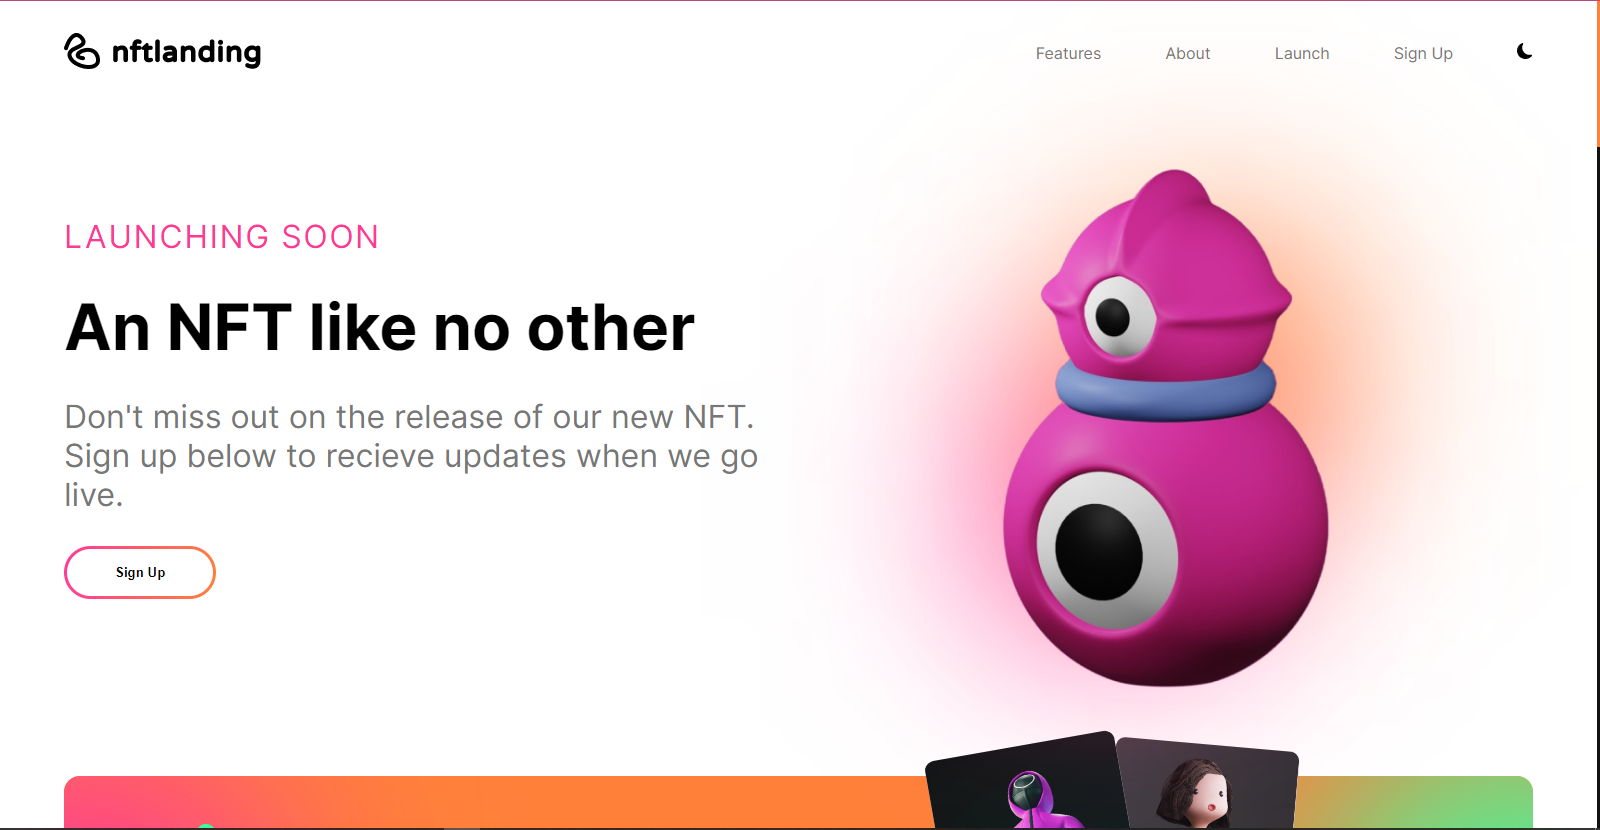 nftlanding
Features
About
Launch
Sign Up
LAUNCHING SOON
An NFT like no other
Don't miss out on the release of our new NFT.
Sign up below to recieve updates when we go
live.
Sign Up